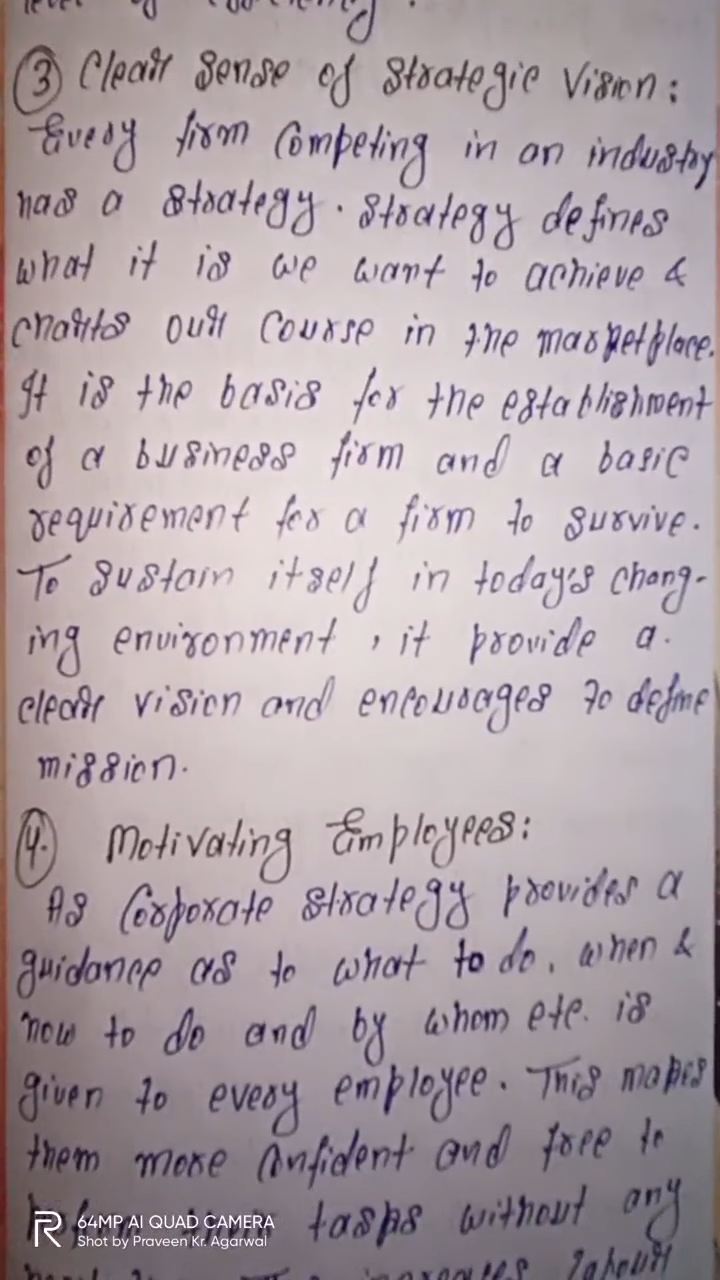 ③ Clear Sense of Strategic Vision:
Every firm Competing in an industry
has a Strategy. Strategy defines
what it is we want to achieve &
charts our Course in the marketplace.
It is the basis for the establishment
of a business firm and a basic
requirement for a firm to survive.
To sustain itself in today's chang-
ing environment, it provide a.
clear vision and encourages to define
mission.
④. Motivating Employees:
As Corporate Strategy provides a
guidance as to what to do, when &
how to do and by whom etc. is
given to every employee. This makes
them more Confident and free to
tasks without any
increases labour
64MP AI QUAD CAMERA
Shot by Praveen Kr. Agarwal